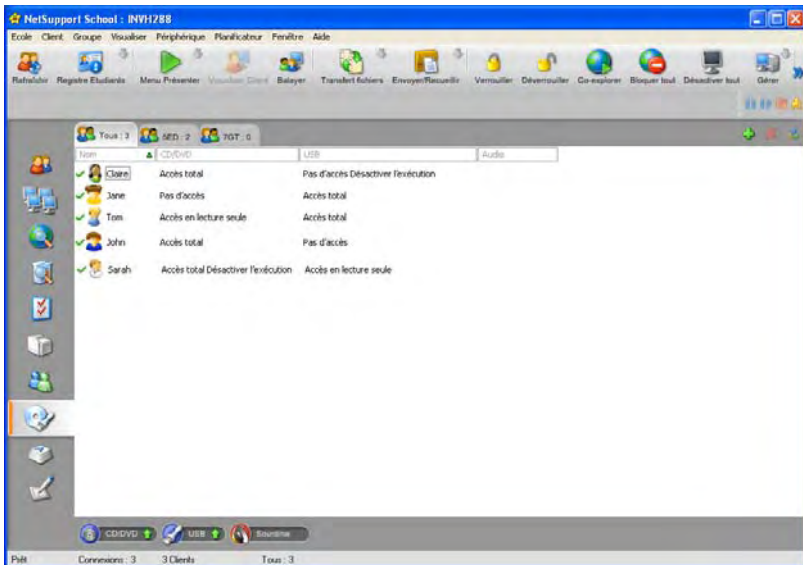 NetSupport School : INVH288
Ecole Client Groupe Visualiser Périphérique Planificateur Fenêtre Aide
Rafraîchir Registre Etudiants Menu Présenter Visualiser Client Balayer Transfert fichiers Envoyer/Recueillir Verrouiller Déverrouiller Co-explorer Bloquer tout Désactiver tout Gérer
Tous : 3 SED : 2 7GT : 0
Nom CD/DVD USB Audio
Claire Accès total Pas d'accès Désactiver l'exécution
Jane Pas d'accès Accès total
Tom Accès en lecture seule Accès total
John Accès total Pas d'accès
Sarah Accès total Désactiver l'exécution Accès en lecture seule
CD/DVD USB Sourdine
Prêt Connexions : 3 3 Clients Tous : 3